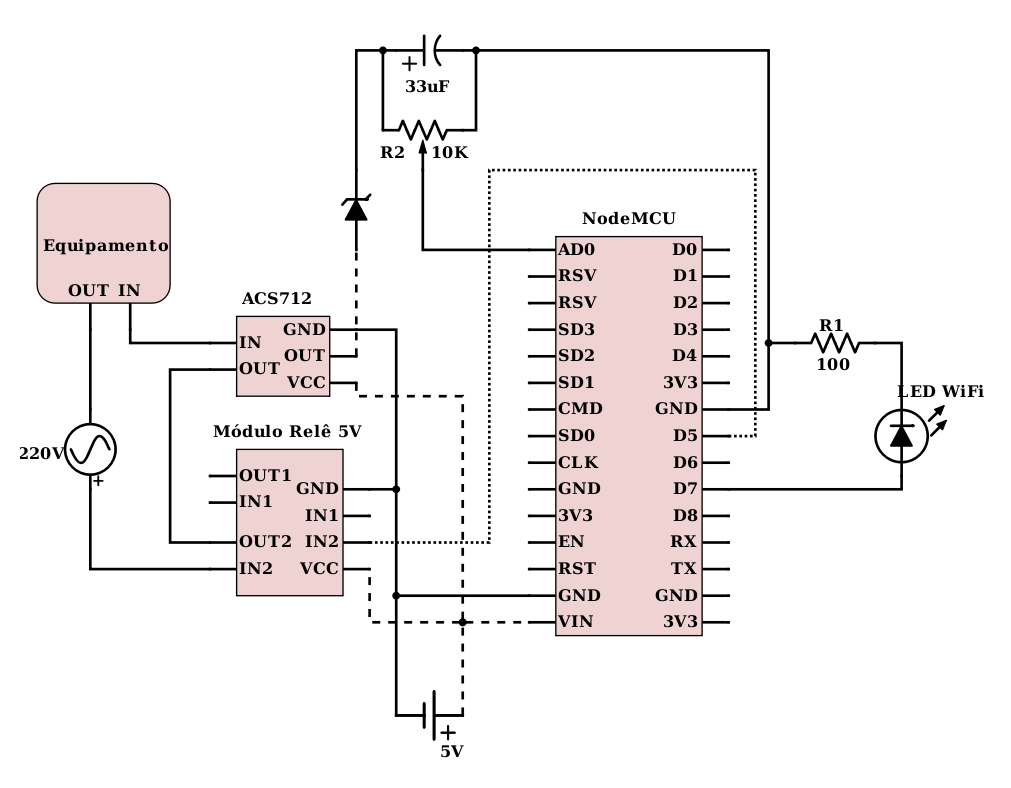 +
33uF
R2 10K
NodeMCU
Equipamento
OUT IN
ACS712
IN
OUT
GND
OUT
VCC
Módulo Relê 5V
OUT1
IN1
OUT2
IN2
GND
IN1
IN2
VCC
220V
+
AD0
RSV
RSV
SD3
SD2
SD1
CMD
SD0
CLK
GND
3V3
EN
RST
GND
VIN
D0
D1
D2
D3
D4
3V3
GND
D5
D6
D7
D8
RX
TX
GND
3V3
R1
100
LED WiFi
+
5V